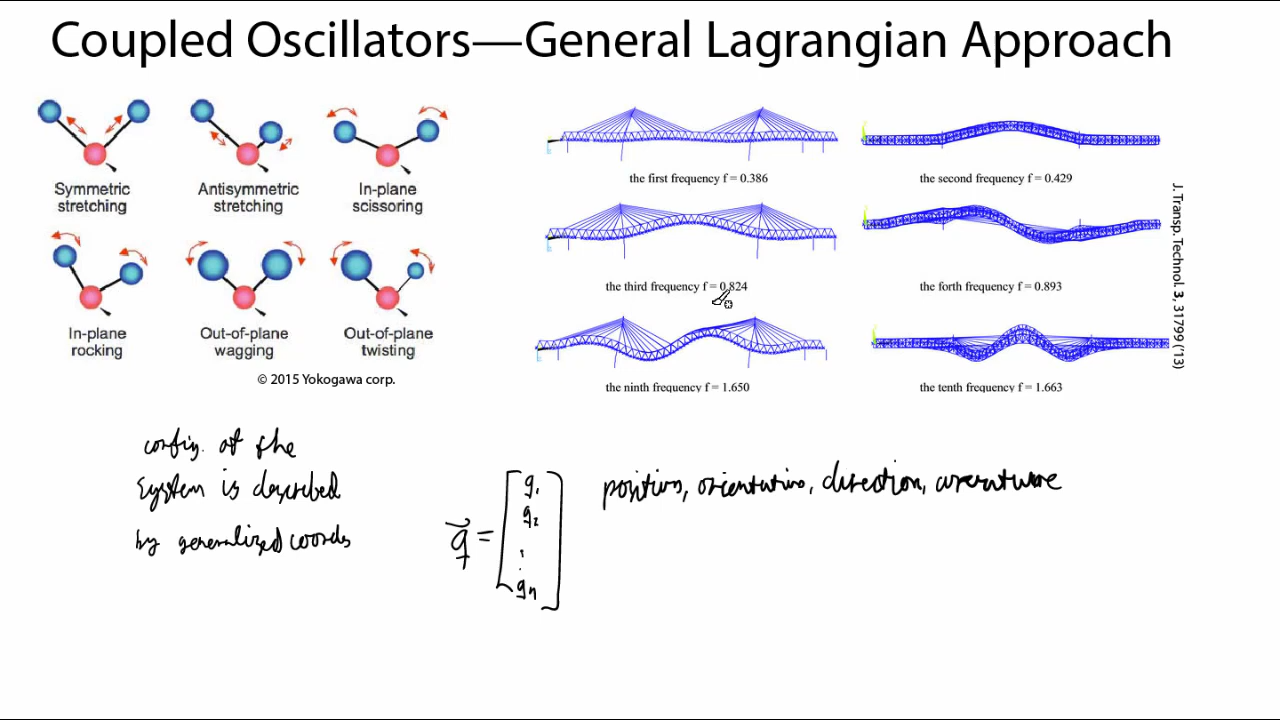 Coupled Oscillators—General Lagrangian Approach
Symmetric
stretching
Antisymmetric
stretching
In-plane
scissoring
In-plane
rocking
Out-of-plane
wagging
Out-of-plane
twisting
© 2015 Yokogawa corp.
the first frequency f = 0.386
the second frequency f = 0.429
the third frequency f = 0.824
the forth frequency f = 0.893
the ninth frequency f = 1.650
the tenth frequency f = 1.663
J. Transp. Technol. 3, 31799 (13)
config. of the
system is described
by generalized coords
q = [q1
q2
⋮
qn]
position, orientation, direction, curvature